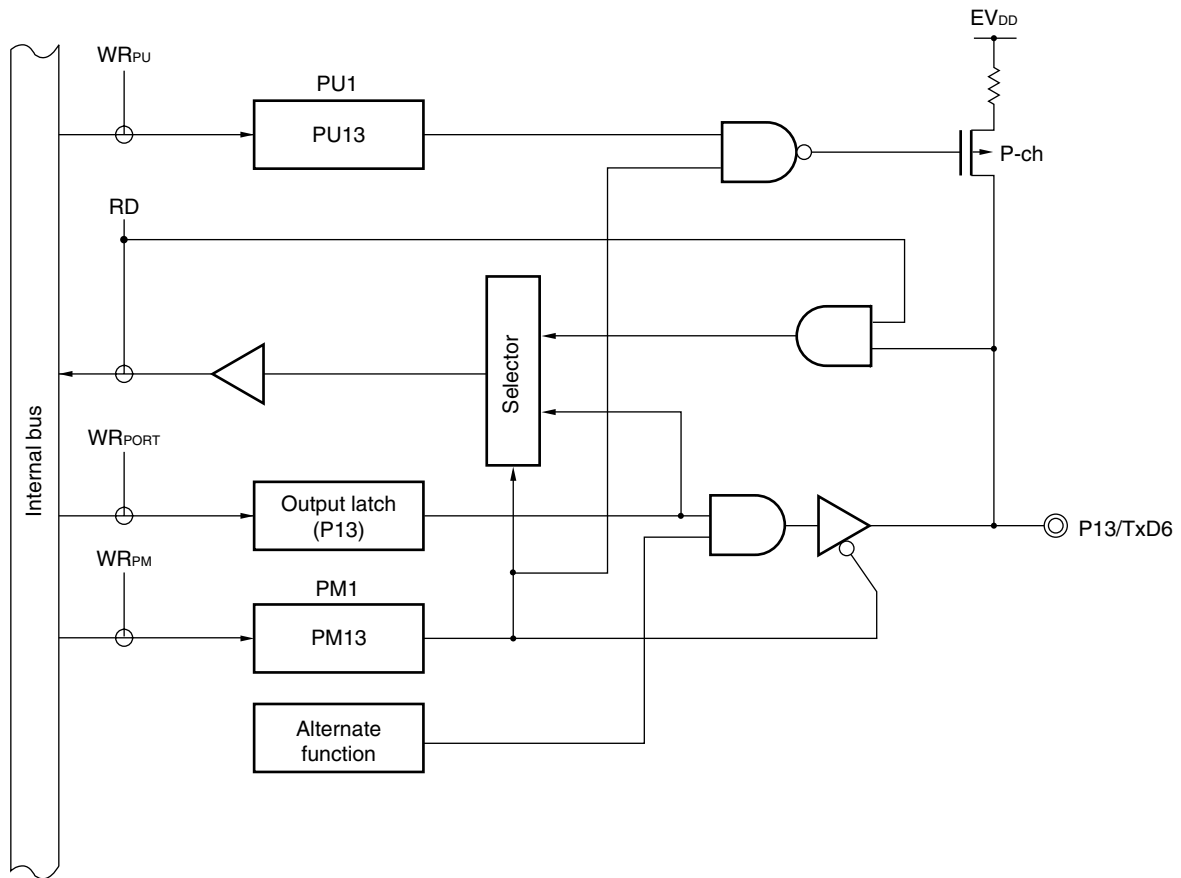 EVDD
WRPU
PU1
PU13
P-ch
RD
Selector
Internal bus
WRPORT
Output latch
(P13)
P13/TxD6
WRPM
PM1
PM13
Alternate
function